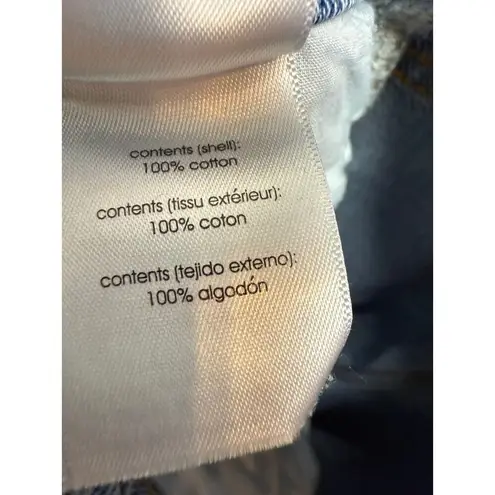 contents (shell):
100% cotton
contents (tissu extérieur):
100% coton
contents (tejido externo):
100% algodón